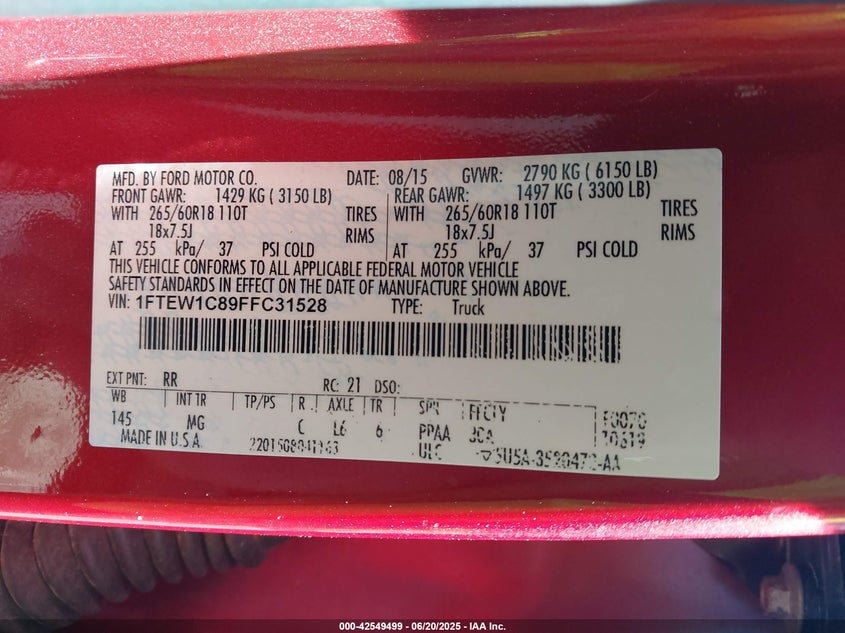 MFD. BY FORD MOTOR CO. DATE: 08/15 GVWR: 2790 KG ( 6150 LB)
FRONT GAWR: 1429 KG ( 3150 LB) REAR GAWR: 1497 KG ( 3300 LB)
WITH 265/60R18 110T TIRES WITH 265/60R18 110T TIRES
18x7.5J RIMS 18x7.5J RIMS
AT 255 kPa/ 37 PSI COLD AT 255 kPa/ 37 PSI COLD
THIS VEHICLE CONFORMS TO ALL APPLICABLE FEDERAL MOTOR VEHICLE
SAFETY STANDARDS IN EFFECT ON THE DATE OF MANUFACTURE SHOWN ABOVE.
VIN: 1FTEW1C89FFC31528 TYPE: Truck
EXT PNT: RR RC: 21 DSO:
WB INT TR TP/PS R AXLE TR SPR
145 MG C L6 6 PPAA
MADE IN U.S.A. ULC
000-42549499 - 06/20/2025 - IAA Inc.